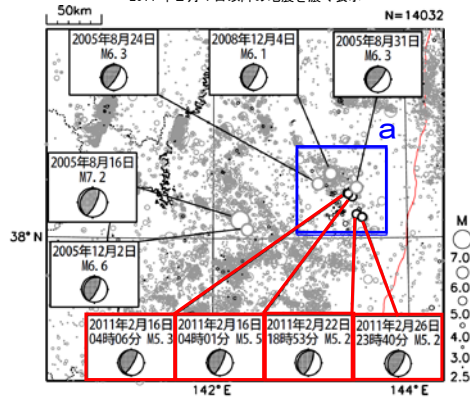 50km
N=14032
2005年8月24日
M6.3
2008年12月4日
M6.1
2005年8月31日
M6.3
a
2005年8月16日
M7.2
2005年12月2日
M6.6
38°N
M
7.0
6.0
5.0
4.0
3.0
2.5
2011年2月16日
04時06分 M5.3
2011年2月16日
04時01分 M5.5
2011年2月22日
18時53分 M5.2
2011年2月26日
23時40分 M5.2
142°E
144°E